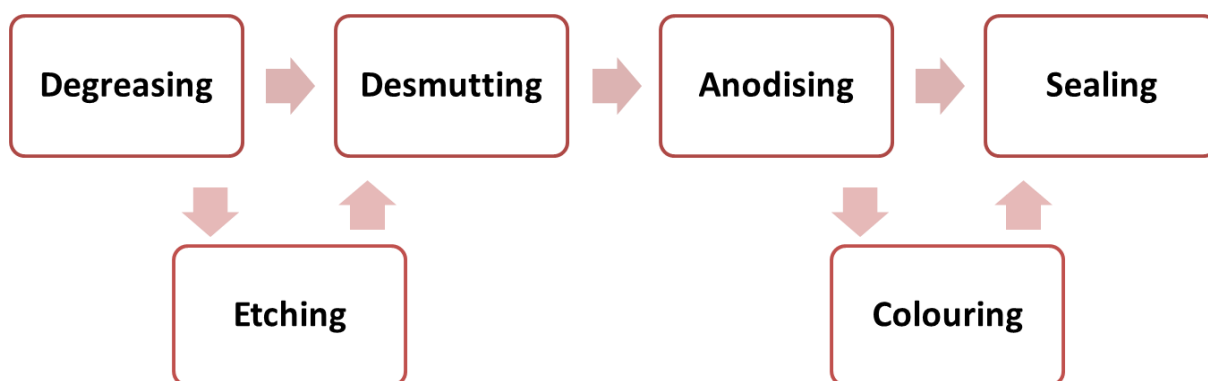 Degreasing
Desmutting
Anodising
Sealing
Etching
Colouring